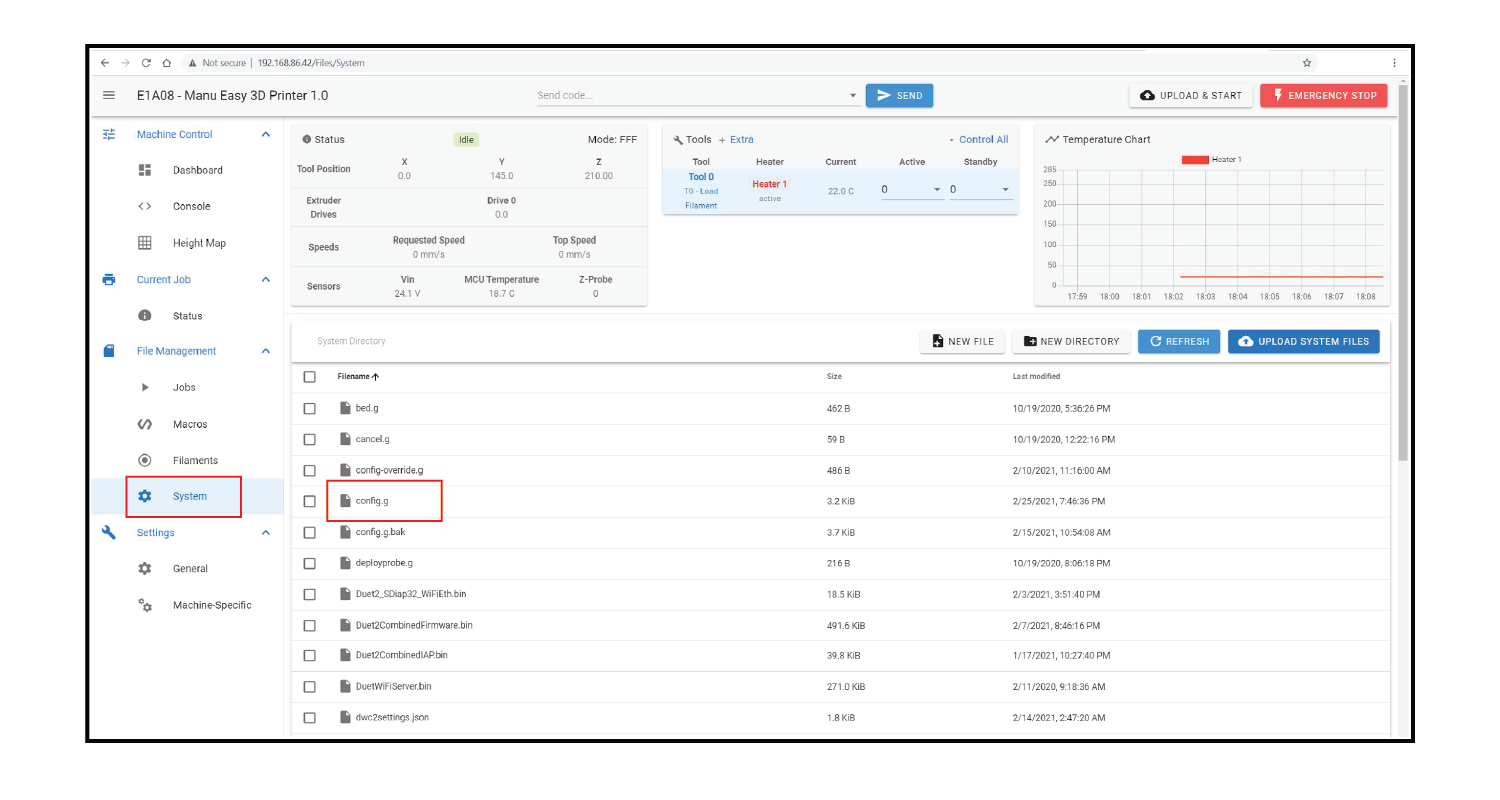 Not secure | 192.168.86.42/Files/System
E1A08 - Manu Easy 3D Printer 1.0
Send code...
SEND
UPLOAD & START
EMERGENCY STOP
Machine Control
Dashboard
Console
Height Map
Current Job
Status
File Management
Jobs
Macros
Filaments
System
Settings
General
Machine-Specific
Status
Idle
Mode: FFF
Tool Position
X
Y
Z
0.0
145.0
210.00
Extruder
Drives
Drive 0
0.0
Speeds
Requested Speed
Top Speed
0 mm/s
0 mm/s
Sensors
Vin
MCU Temperature
Z-Probe
24.1 V
18.7 C
0
Tools + Extra
Control All
Tool
Heater
Current
Active
Standby
Tool 0
T0 - Load
Filament
Heater 1
active
22.0 C
0
0
Temperature Chart
Heater 1
285
250
200
150
100
50
0
17:59 18:00 18:01 18:02 18:03 18:04 18:05 18:06 18:07 18:08
System Directory
NEW FILE
NEW DIRECTORY
REFRESH
UPLOAD SYSTEM FILES
Filename Size Last modified
bed.g 462 B 10/19/2020, 5:36:26 PM
cancel.g 59 B 10/19/2020, 12:22:16 PM
config-override.g 486 B 2/10/2021, 11:16:00 AM
config.g 3.2 KiB 2/25/2021, 7:46:36 PM
config.g.bak 3.7 KiB 2/15/2021, 10:54:08 AM
deployprobe.g 216 B 10/19/2020, 8:06:18 PM
Duet2_SDiap32_WiFiEth.bin 18.5 KiB 2/3/2021, 3:51:40 PM
Duet2CombinedFirmware.bin 491.6 KiB 2/7/2021, 8:46:16 PM
Duet2CombinedIAP.bin 39.8 KiB 1/17/2021, 10:27:40 PM
DuetWiFiServer.bin 271.0 KiB 2/11/2020, 9:18:36 AM
dwc2settings.json 1.8 KiB 2/14/2021, 2:47:20 AM